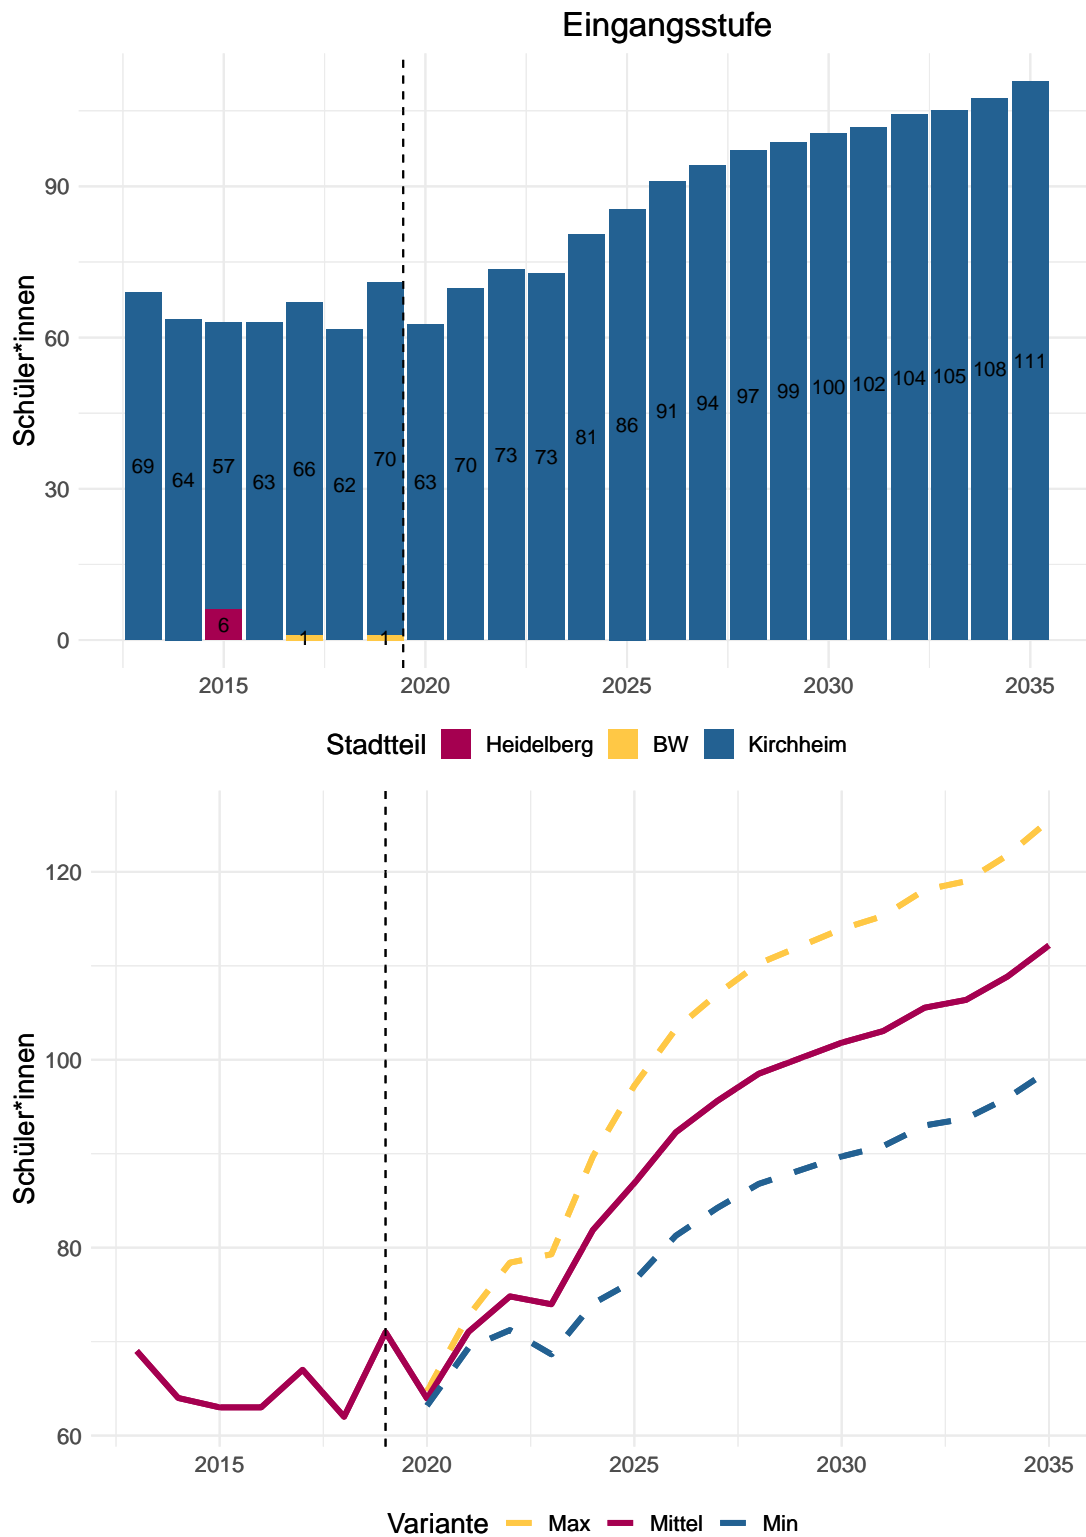 Eingangsstufe
Schüler*innen
90
60
30
0
69 64 57 63 66 62 70 63 70 73 73 81 86 91 94 97 99 100 102 104 105 108 111
6 1 1
2015 2020 2025 2030 2035
Stadtteil Heidelberg BW Kirchheim
Schüler*innen
120
100
80
60
2015 2020 2025 2030 2035
Variante Max Mittel Min